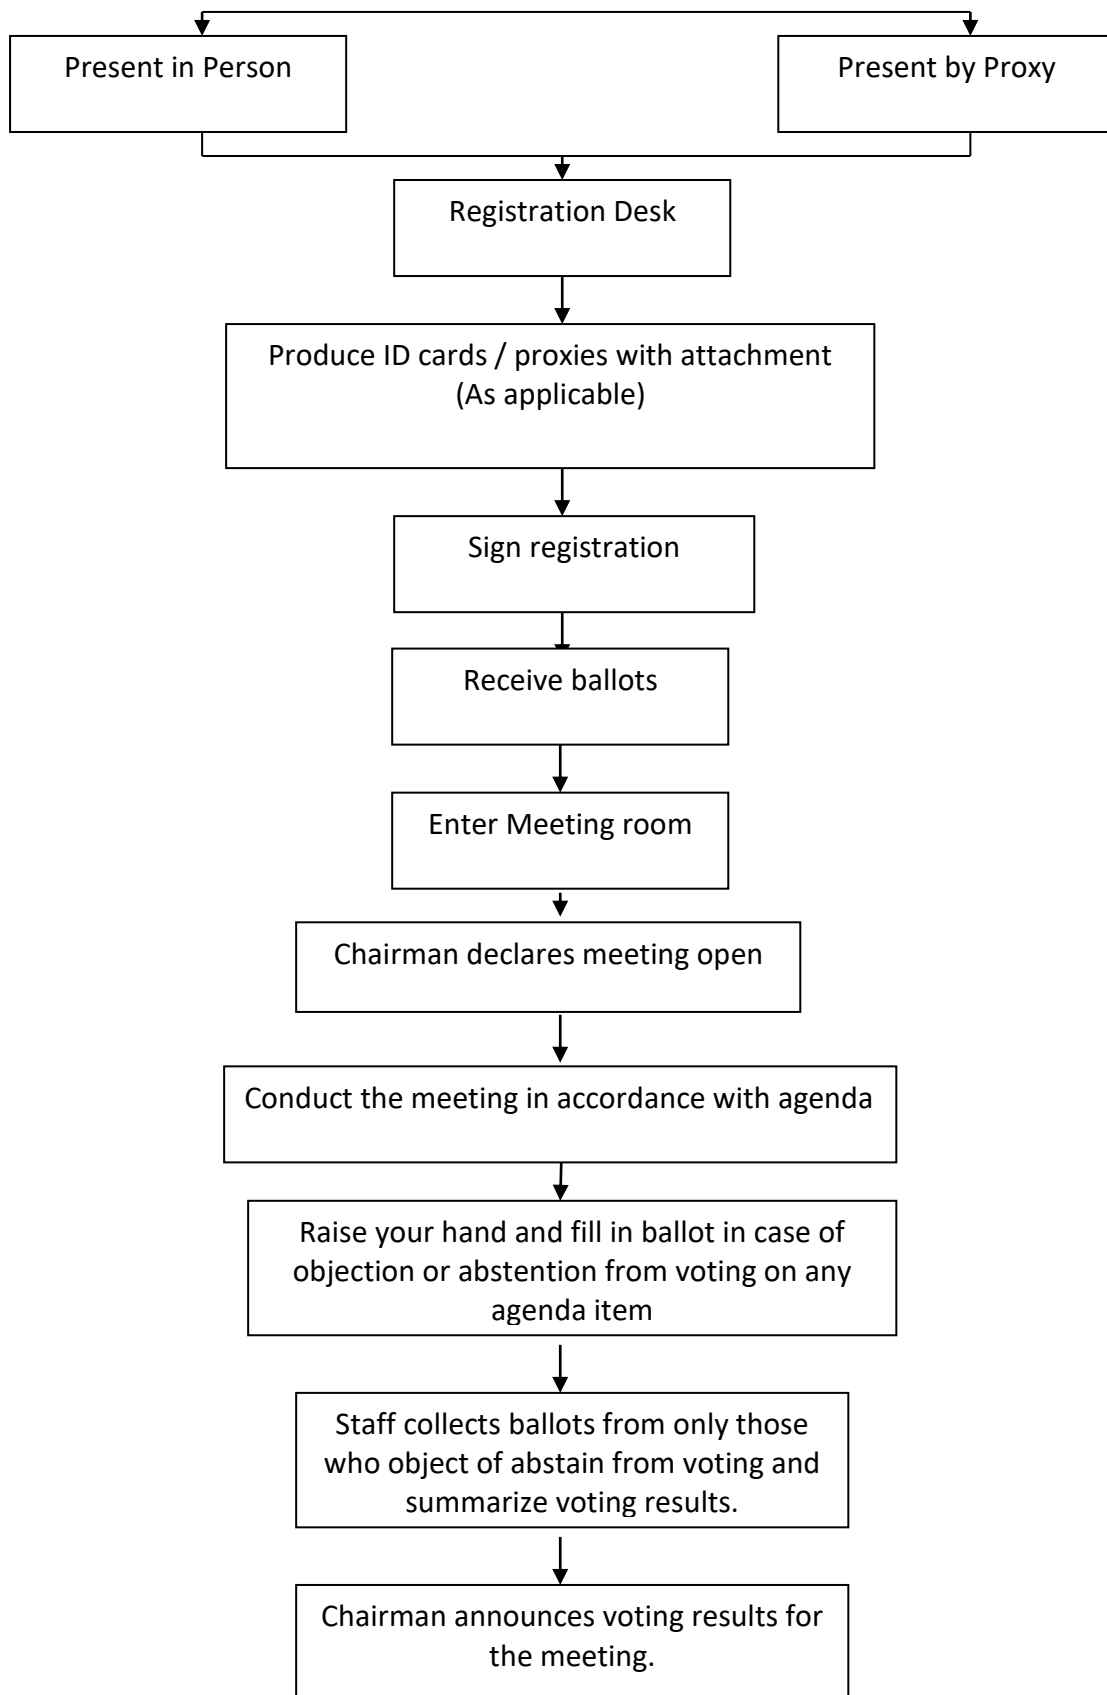 Present in Person
Present by Proxy
Registration Desk
Produce ID cards / proxies with attachment
(As applicable)
Sign registration
Receive ballots
Enter Meeting room
Chairman declares meeting open
Conduct the meeting in accordance with agenda
Raise your hand and fill in ballot in case of
objection or abstention from voting on any
agenda item
Staff collects ballots from only those
who object of abstain from voting and
summarize voting results.
Chairman announces voting results for
the meeting.